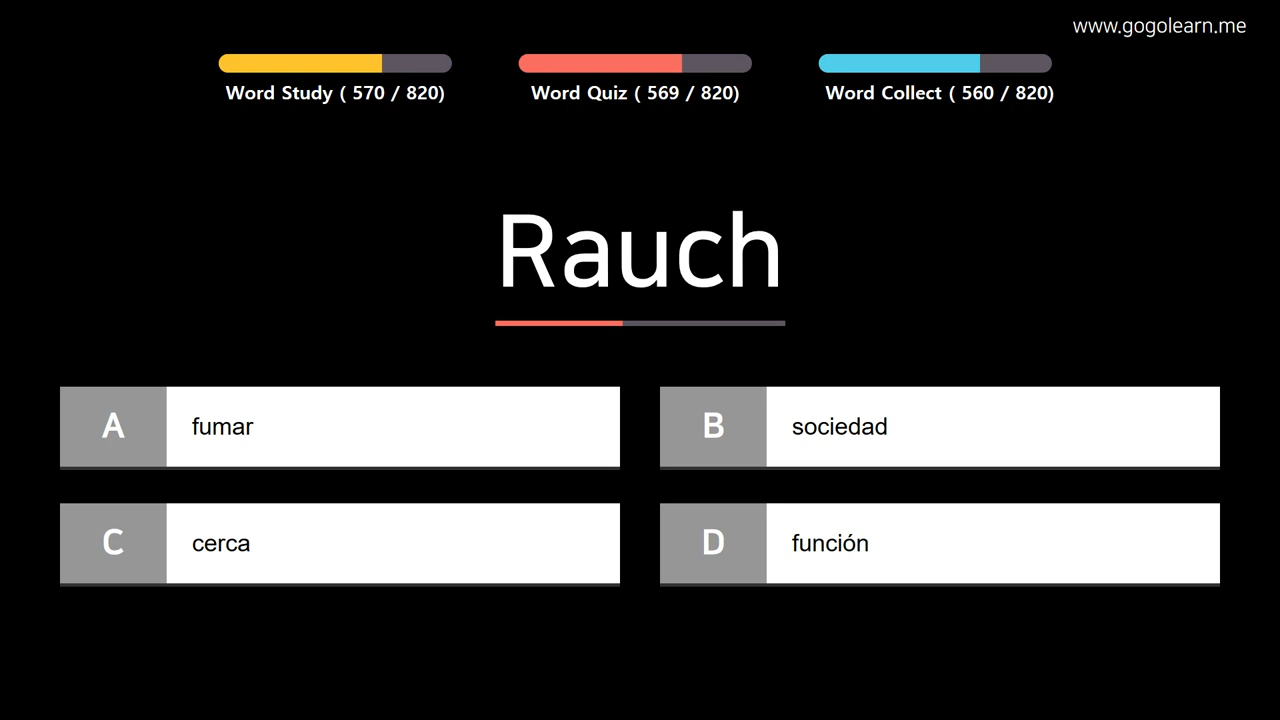 www.gogolearn.me
Word Study ( 570 / 820)
Word Quiz ( 569 / 820)
Word Collect ( 560 / 820)
Rauch
A fumar
B sociedad
C cerca
D función